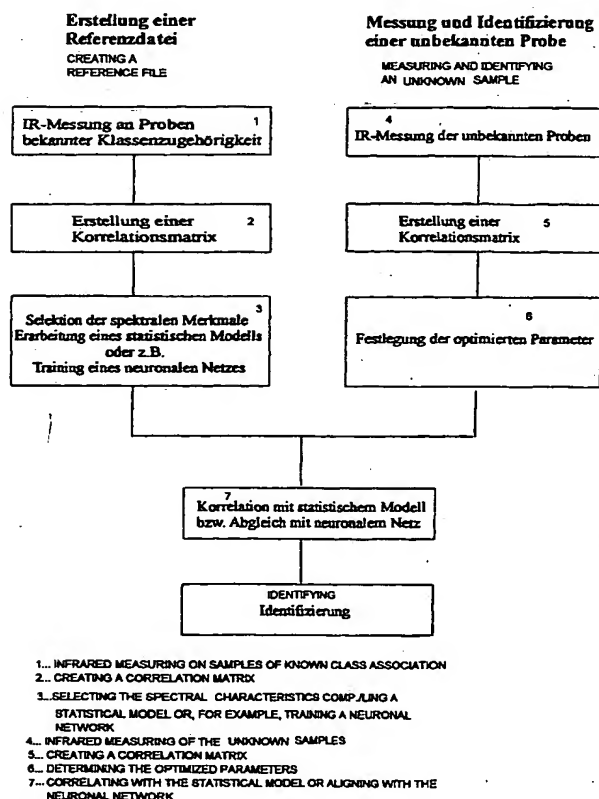 Erstellung einer
Referenzdatei
CREATING A
REFERENCE FILE
1
IR-Messung an Proben
bekannter Klassenzugehörigkeit
Erstellung einer 2
Korrelationsmatrix
3
Selektion der spektralen Merkmale
Erarbeitung eines statistischen Modells
oder z.B.
Training eines neuronalen Netzes
Messung und Identifizierung
einer unbekannten Probe
MEASURING AND IDENTIFYING
AN UNKNOWN SAMPLE
4
IR-Messung der unbekannten Proben
Erstellung einer 5
Korrelationsmatrix
6
Festlegung der optimierten Parameter
7
Korrelation mit statistischem Modell
bzw. Abgleich mit neuronalem Netz
IDENTIFYING
Identifizierung
1... INFRARED MEASURING ON SAMPLES OF KNOWN CLASS ASSOCIATION
2... CREATING A CORRELATION MATRIX
3...SELECTING THE SPECTRAL CHARACTERISTICS A
STATISTICAL MODEL OR, FOR EXAMPLE, TRAINING A NEURONAL
NETWORK
4... INFRARED MEASURING OF THE UNKNOWN SAMPLES
5... CREATING A CORRELATION MATRIX
6... DETERMINING THE OPTIMIZED PARAMETERS
7... CORRELATING WITH THE STATISTICAL MODEL OR ALIGNING WITH THE
NEURONAL NETWORK